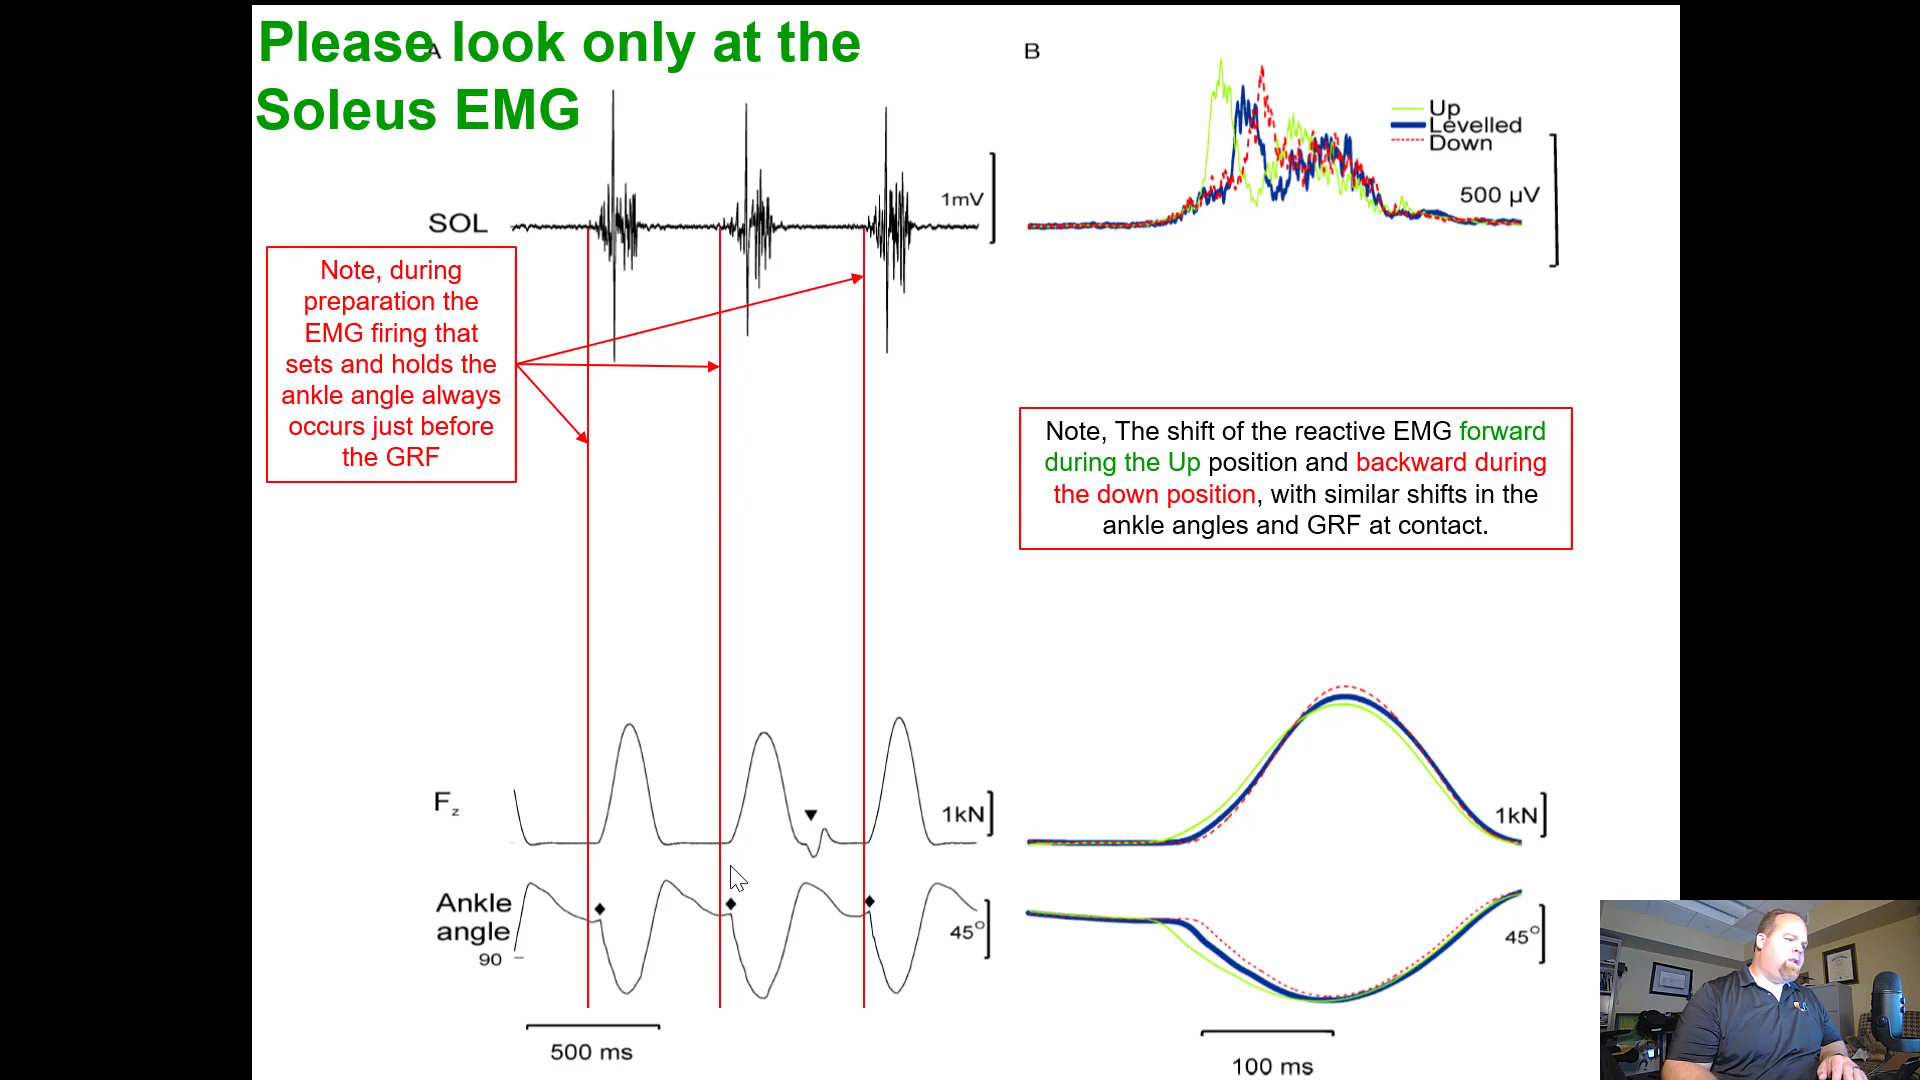 Please look only at the
Soleus EMG
A
SOL
1mV
Note, during
preparation the
EMG firing that
sets and holds the
ankle angle always
occurs just before
the GRF
Fz
1kN
Ankle
angle
90
45°
500 ms
B
Up
Levelled
Down
500 μV
Note, The shift of the reactive EMG forward
during the Up position and backward during
the down position, with similar shifts in the
ankle angles and GRF at contact.
1kN
45°
100 ms